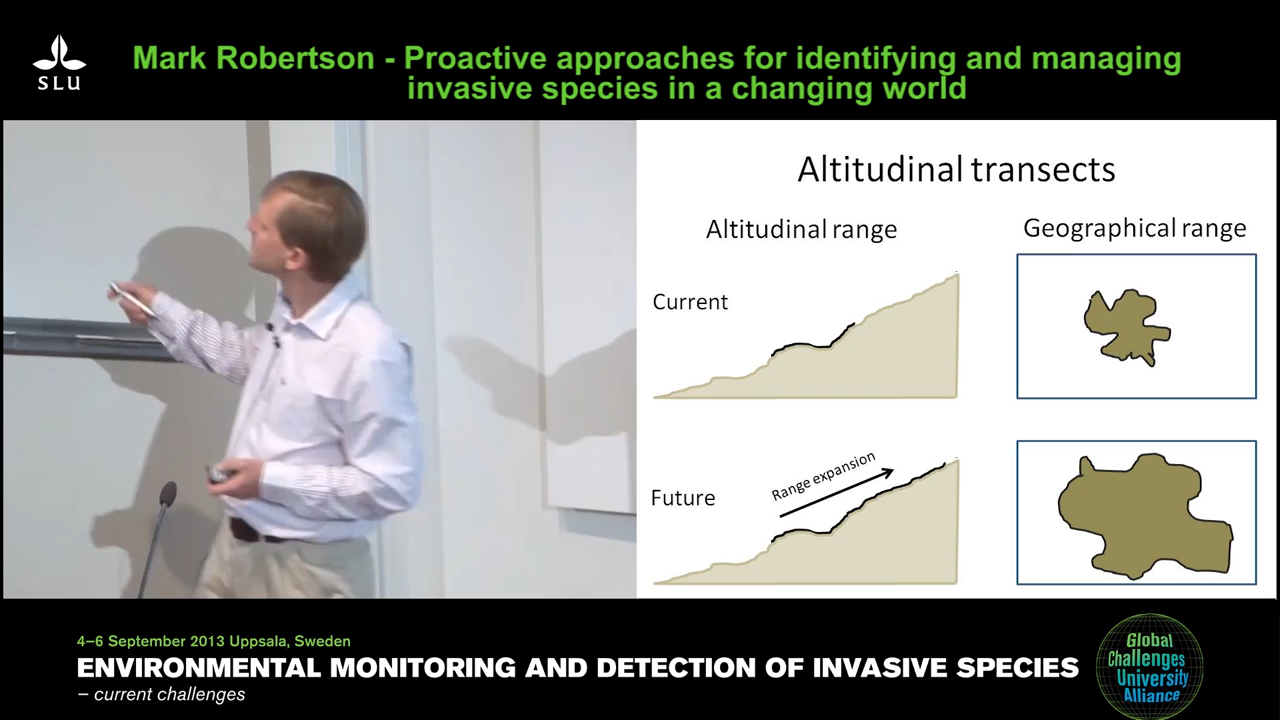 SLU
Mark Robertson - Proactive approaches for identifying and managing
invasive species in a changing world
Altitudinal transects
Altitudinal range
Geographical range
Current
Range expansion
Future
4–6 September 2013 Uppsala, Sweden
ENVIRONMENTAL MONITORING AND DETECTION OF INVASIVE SPECIES
– current challenges
Global
Challenges
University
Alliance